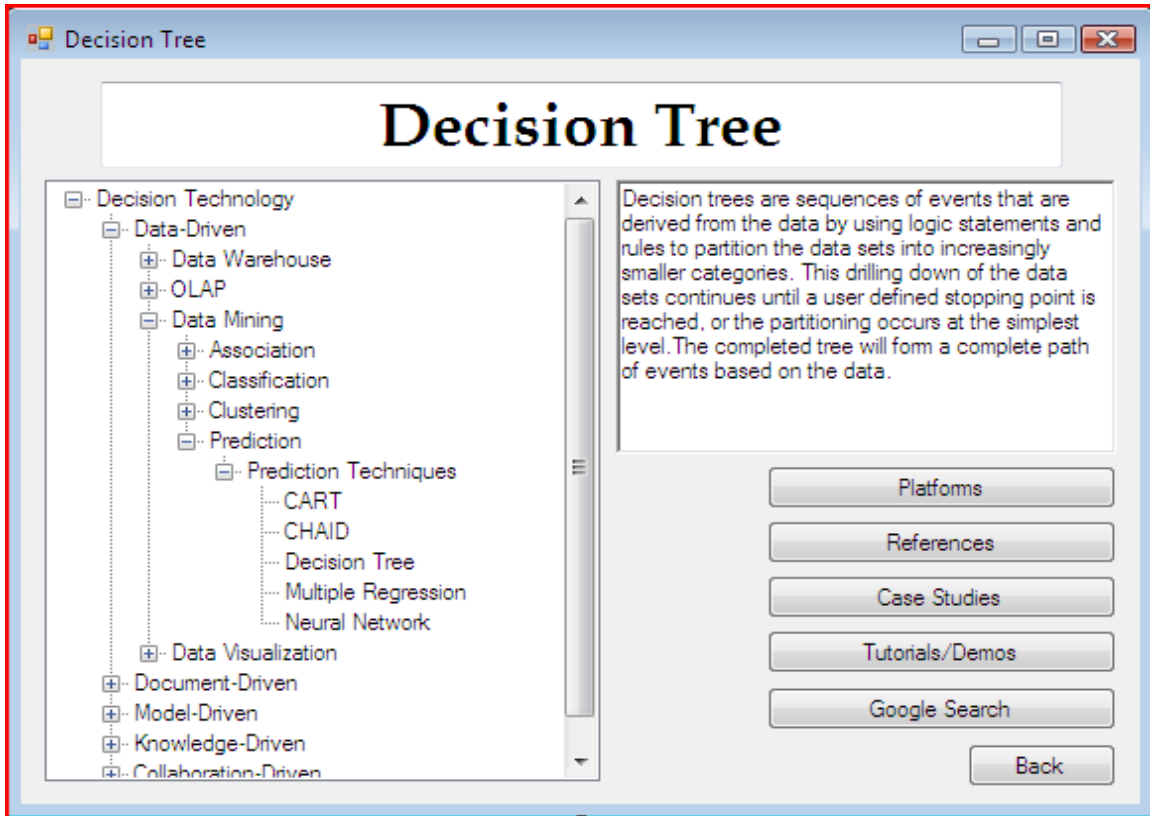 Decision Tree
Decision Tree
Decision Technology
Data-Driven
Data Warehouse
OLAP
Data Mining
Association
Classification
Clustering
Prediction
Prediction Techniques
CART
CHAID
Decision Tree
Multiple Regression
Neural Network
Data Visualization
Document-Driven
Model-Driven
Knowledge-Driven
Collaboration-Driven
Decision trees are sequences of events that are
derived from the data by using logic statements and
rules to partition the data sets into increasingly
smaller categories. This drilling down of the data
sets continues until a user defined stopping point is
reached, or the partitioning occurs at the simplest
level.The completed tree will form a complete path
of events based on the data.
Platforms
References
Case Studies
Tutorials/Demos
Google Search
Back